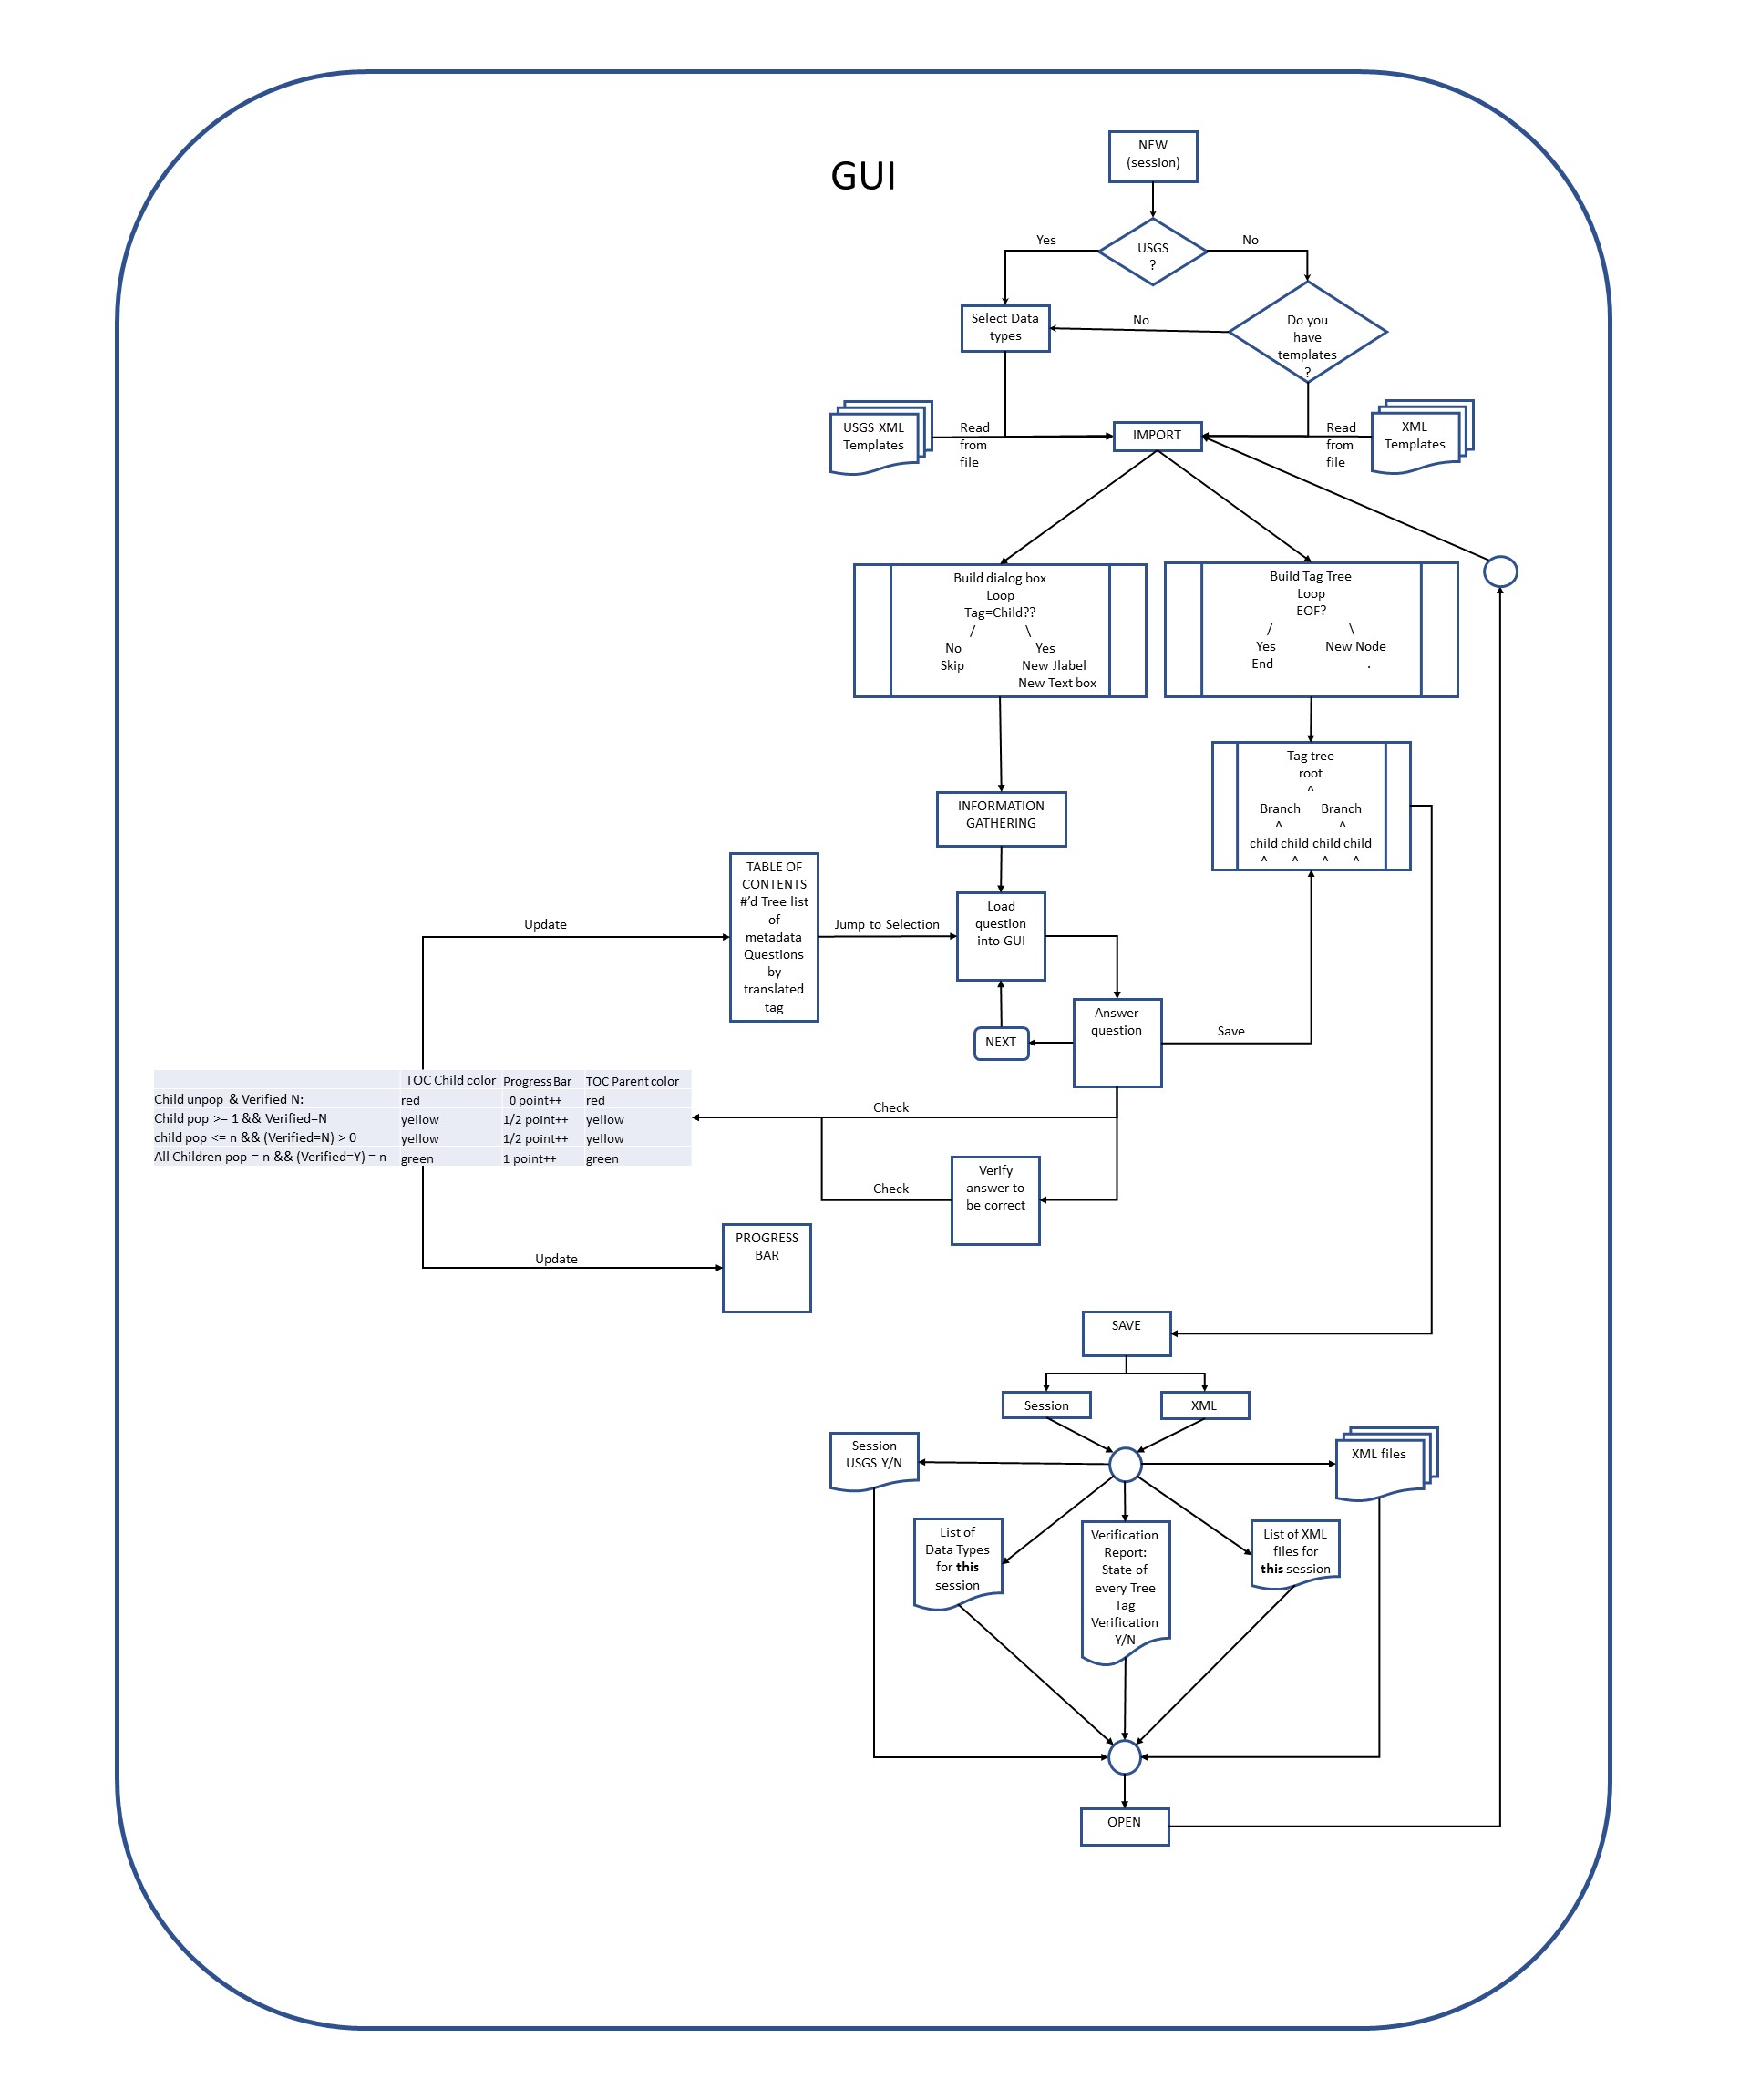 GUI
NEW
(session)
USGS
?
Yes
No
Select Data
types
No
Do you
have
templates
?
USGS XML
Templates
Read
from
file
IMPORT
Read
from
file
XML
Templates
Build dialog box
Loop
Tag=Child??
/ \
No Yes
Skip New Jlabel
New Text box
Build Tag Tree
Loop
EOF?
/ \
Yes New Node
End .
Tag tree
root
^
Branch Branch
^ ^
child child child child
^ ^ ^ ^
INFORMATION
GATHERING
TABLE OF
CONTENTS
#'d Tree list
of
metadata
Questions
by
translated
tag
Update
Jump to Selection
Load
question
into GUI
Answer
question
NEXT
Save
TOC Child color Progress Bar TOC Parent color
Child unpop & Verified N: red 0 point++ red
Child pop >= 1 && Verified=N yellow 1/2 point++ yellow
child pop <= n && (Verified=N) > 0 yellow 1/2 point++ yellow
All Children pop = n && (Verified=Y) = n green 1 point++ green
Check
Verify
answer to
be correct
Check
PROGRESS
BAR
Update
SAVE
Session
XML
Session
USGS Y/N
XML files
List of
Data Types
for this
session
Verification
Report:
State of
every Tree
Tag
Verification
Y/N
List of XML
files for
this session
OPEN